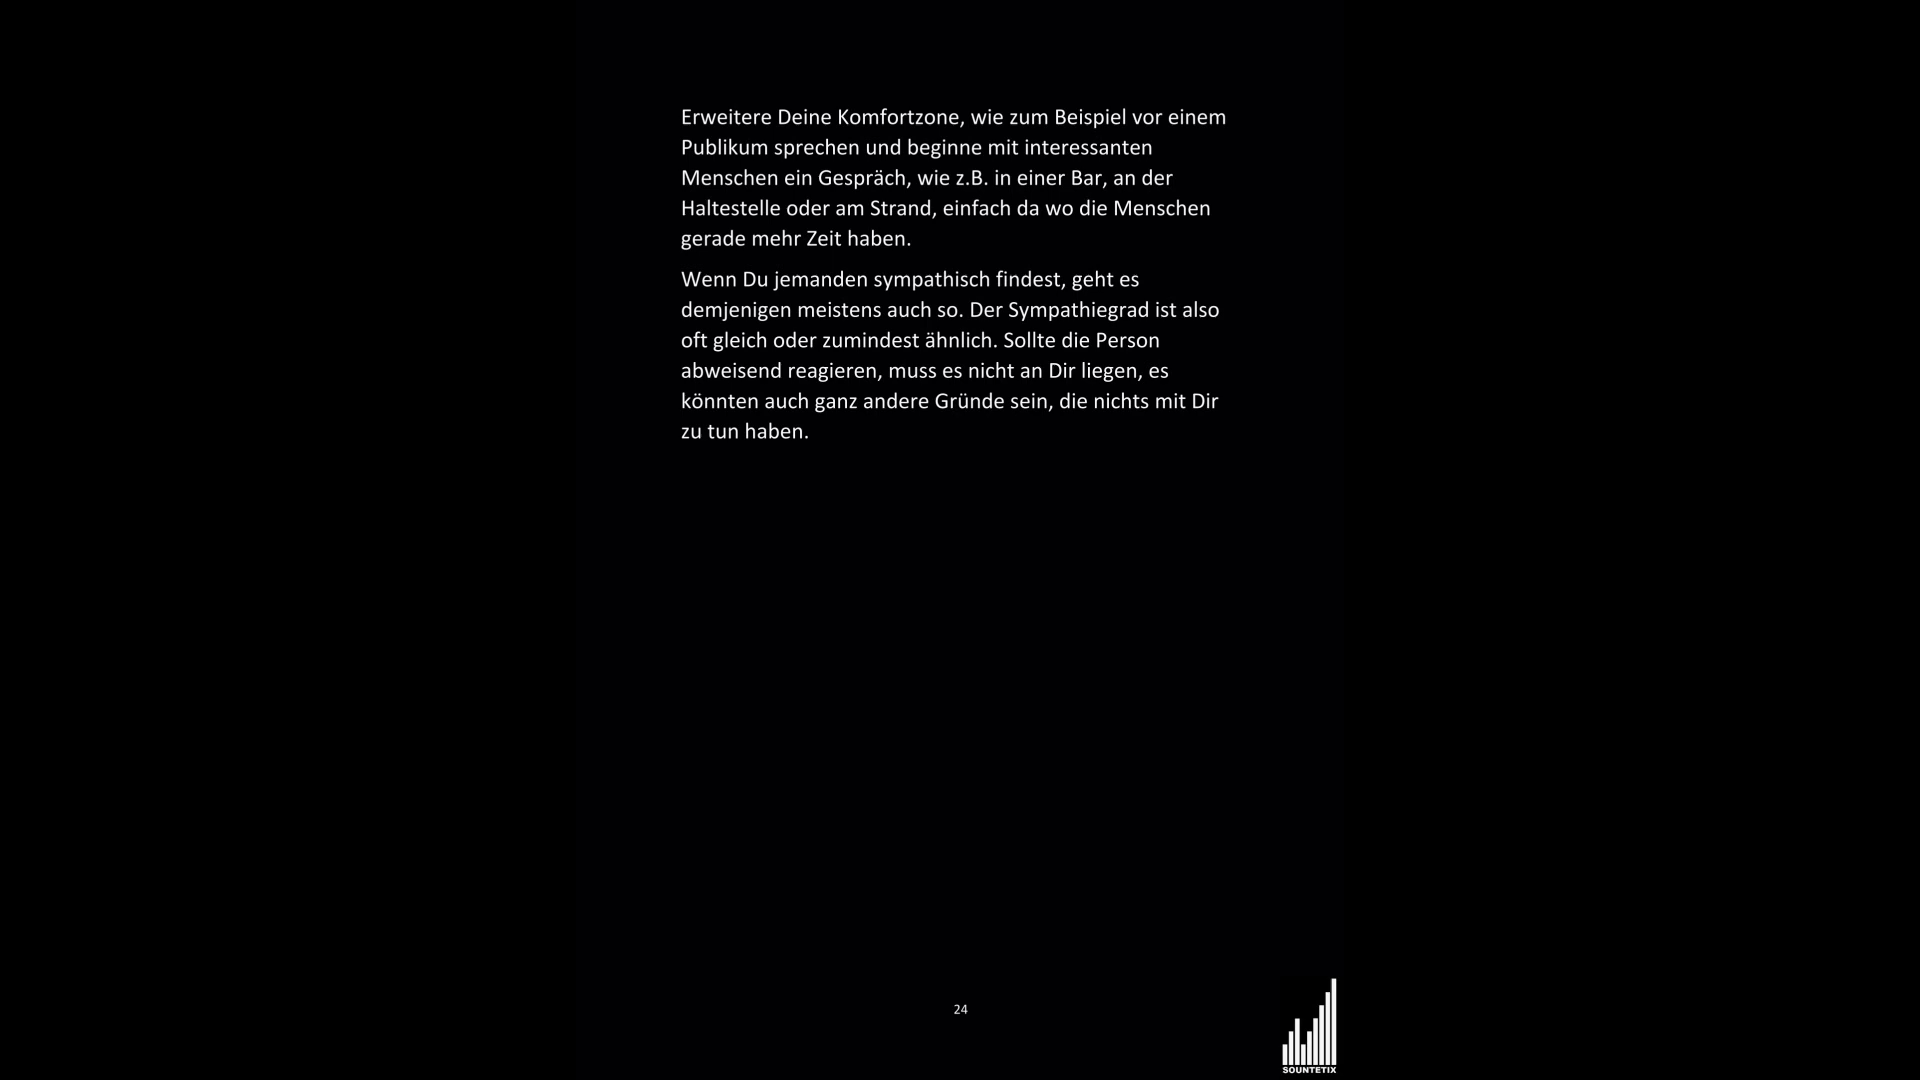 Erweitere Deine Komfortzone, wie zum Beispiel vor einem
Publikum sprechen und beginne mit interessanten
Menschen ein Gespräch, wie z.B. in einer Bar, an der
Haltestelle oder am Strand, einfach da wo die Menschen
gerade mehr Zeit haben.
Wenn Du jemanden sympathisch findest, geht es
demjenigen meistens auch so. Der Sympathiegrad ist also
oft gleich oder zumindest ähnlich. Sollte die Person
abweisend reagieren, muss es nicht an Dir liegen, es
könnten auch ganz andere Gründe sein, die nichts mit Dir
zu tun haben.
24
SOUNTETIX